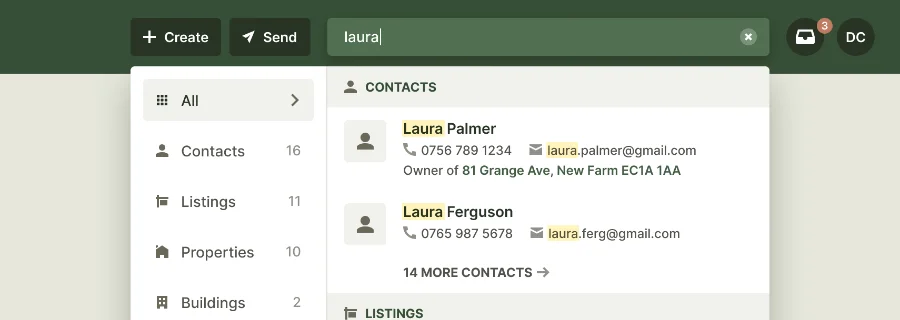 Create
Send
laura
3
DC
All
Contacts 16
Listings 11
Properties 10
Buildings 2
CONTACTS
Laura Palmer
0756 789 1234 laura.palmer@gmail.com
Owner of 81 Grange Ave, New Farm EC1A 1AA
Laura Ferguson
0765 987 5678 laura.ferg@gmail.com
14 MORE CONTACTS
LISTINGS